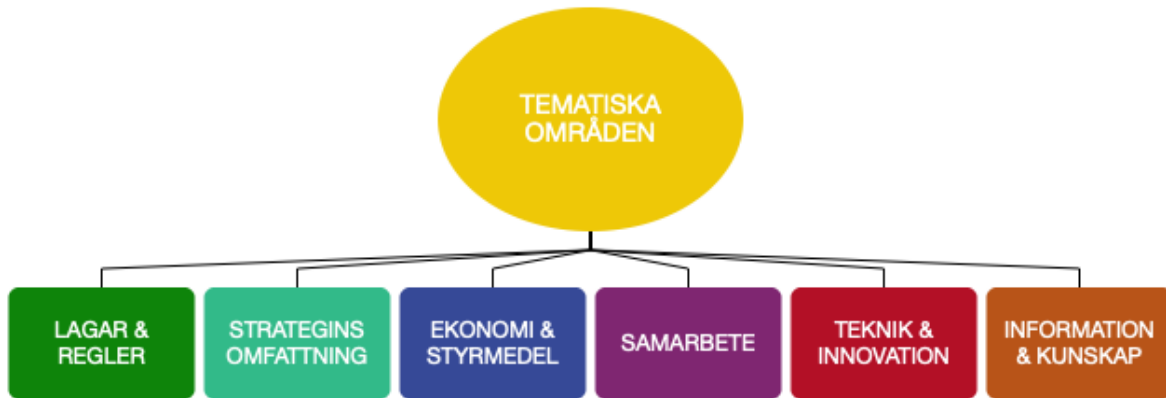 TEMATISKA
OMRÅDEN
LAGAR &
REGLER
STRATEGINS
OMFATTNING
EKONOMI &
STYRMEDEL
SAMARBETE
TEKNIK &
INNOVATION
INFORMATION
& KUNSKAP